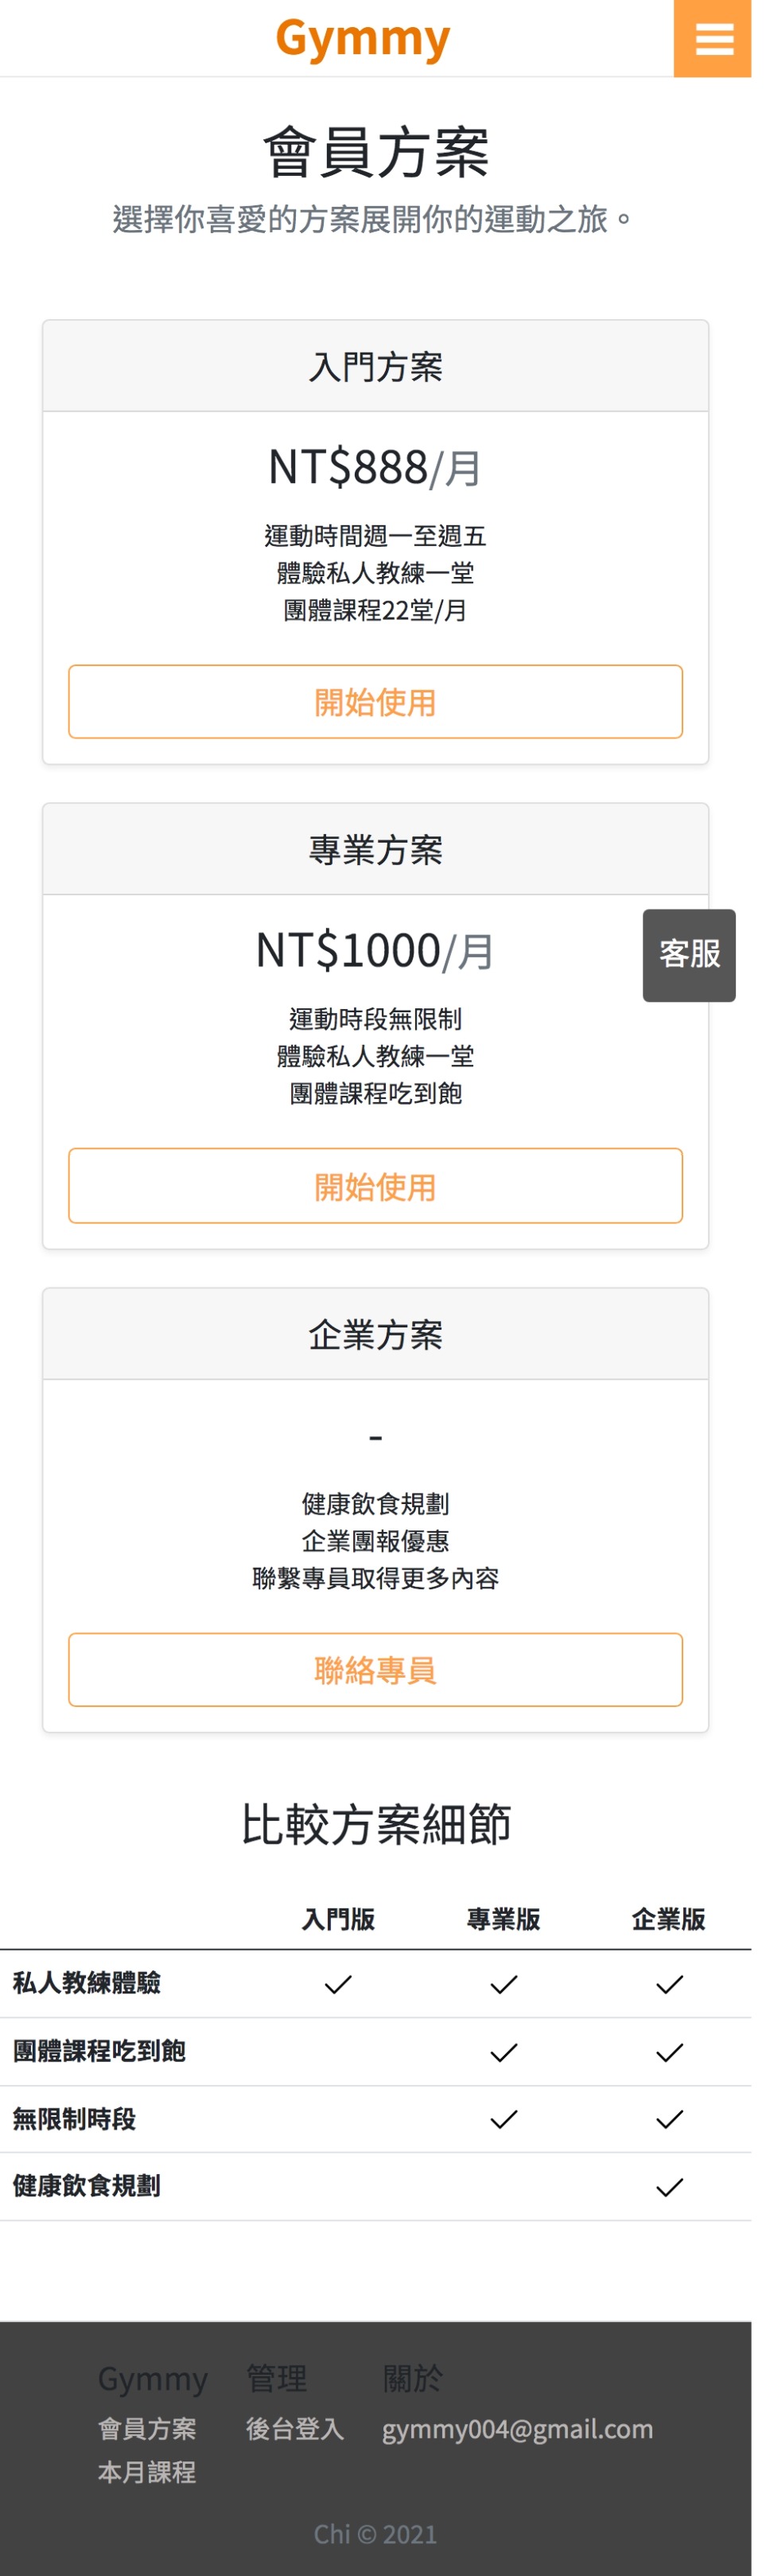 Gymmy
會員方案
選擇你喜愛的方案展開你的運動之旅。
入門方案
NT$888/月
運動時間週一至週五
體驗私人教練一堂
團體課程22堂/月
開始使用
專業方案
NT$1000/月
客服
運動時段無限制
體驗私人教練一堂
團體課程吃到飽
開始使用
企業方案
-
健康飲食規劃
企業團報優惠
聯繫專員取得更多內容
聯絡專員
比較方案細節
入門版 專業版 企業版
私人教練體驗
團體課程吃到飽
無限制時段
健康飲食規劃
Gymmy 管理 關於
會員方案 後台登入 gymmy004@gmail.com
本月課程
Chi © 2021